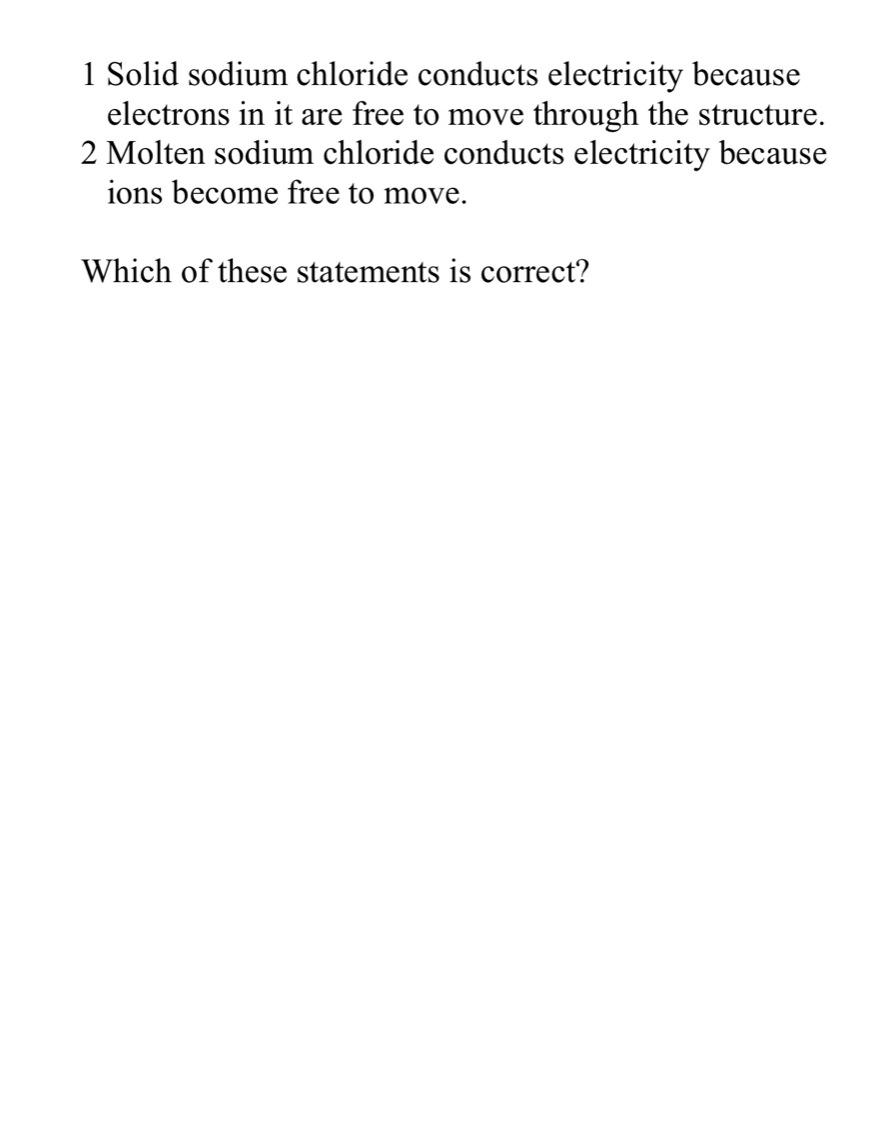 1 Solid sodium chloride conducts electricity because
electrons in it are free to move through the structure.
2 Molten sodium chloride conducts electricity because
ions become free to move.
Which of these statements is correct?